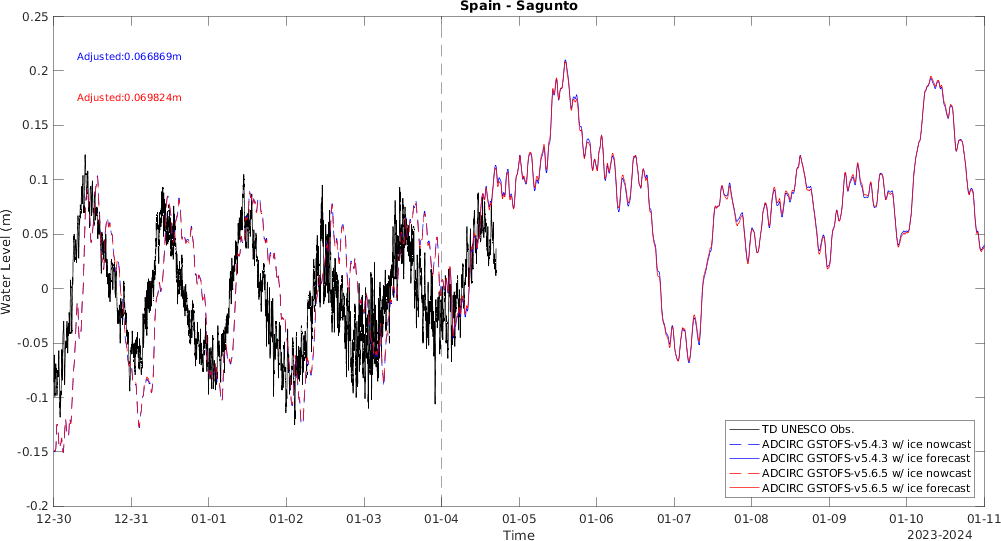 Spain - Sagunto
0.25
0.2
0.15
0.1
0.05
0
-0.05
-0.1
-0.15
-0.2
Water Level (m)
Adjusted:0.066869m
Adjusted:0.069824m
TD UNESCO Obs.
ADCIRC GSTOFS-v5.4.3 w/ ice nowcast
ADCIRC GSTOFS-v5.4.3 w/ ice forecast
ADCIRC GSTOFS-v5.6.5 w/ ice nowcast
ADCIRC GSTOFS-v5.6.5 w/ ice forecast
12-30 12-31 01-01 01-02 01-03 01-04 01-05 01-06 01-07 01-08 01-09 01-10 01-11
Time
2023-2024